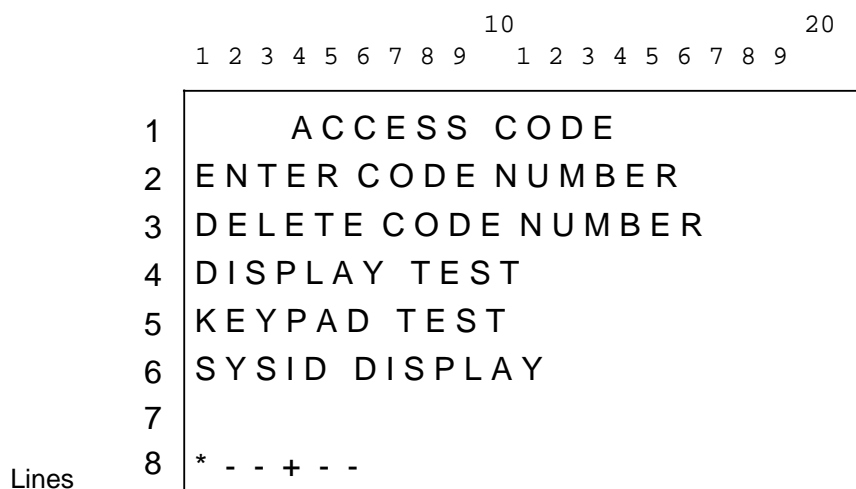 10 20
1 2 3 4 5 6 7 8 9 1 2 3 4 5 6 7 8 9
1 ACCESS CODE
2 ENTER CODE NUMBER
3 DELETE CODE NUMBER
4 DISPLAY TEST
5 KEYPAD TEST
6 SYSID DISPLAY
7
Lines 8 * - - + - -